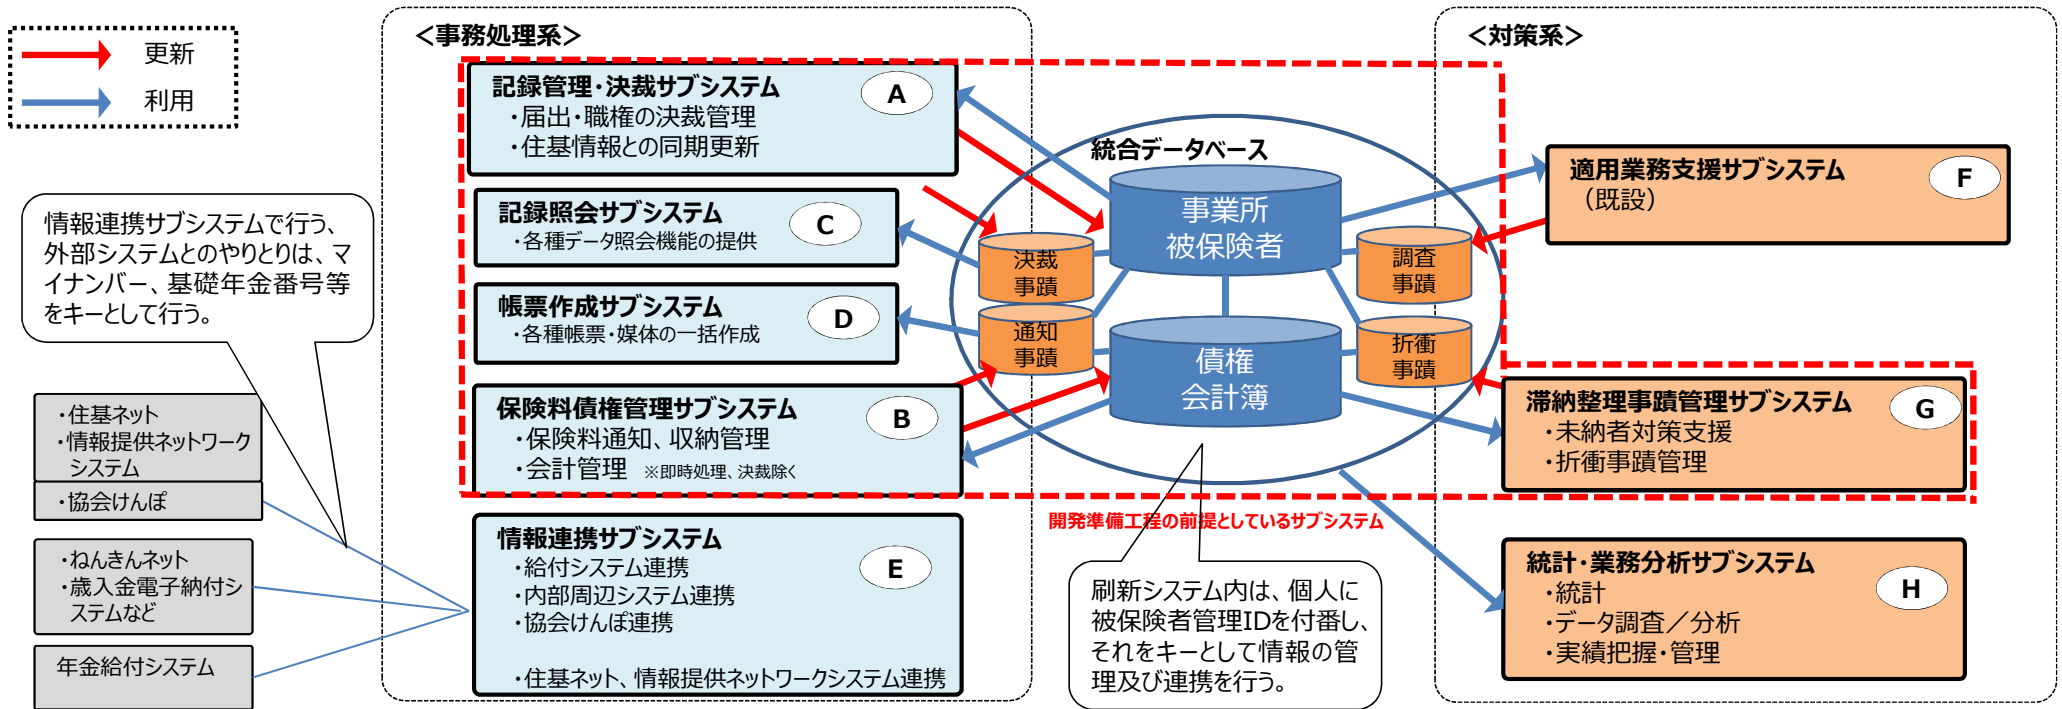 更新
利用
<事務処理系>
<対策系>
記録管理・決裁サブシステム
A
・届出・職権の決裁管理
・住基情報との同期更新
記録照会サブシステム
C
・各種データ照会機能の提供
帳票作成サブシステム
D
・各種帳票・媒体の一括作成
保険料債権管理サブシステム
B
・保険料通知、収納管理
・会計管理 ※即時処理、決裁除く
情報連携サブシステム
E
・給付システム連携
・内部周辺システム連携
・協会けんぽ連携
・住基ネット、情報提供ネットワークシステム連携
情報連携サブシステムで行う、
外部システムとのやりとりは、マ
イナンバー、基礎年金番号等
をキーとして行う。
・住基ネット
・情報提供ネットワーク
システム
・協会けんぽ
・ねんきんネット
・歳入金電子納付シ
ステムなど
年金給付システム
統合データベース
事業所
被保険者
決裁
事蹟
通知
事蹟
調査
事蹟
折衝
事蹟
債権
会計簿
開発準備工程の前提としているサブシステム
刷新システム内は、個人に
被保険者管理IDを付番し、
それをキーとして情報の管
理及び連携を行う。
適用業務支援サブシステム
F
(既設)
滞納整理事蹟管理サブシステム
G
・未納者対策支援
・折衝事蹟管理
統計・業務分析サブシステム
H
・統計
・データ調査/分析
・実績把握・管理